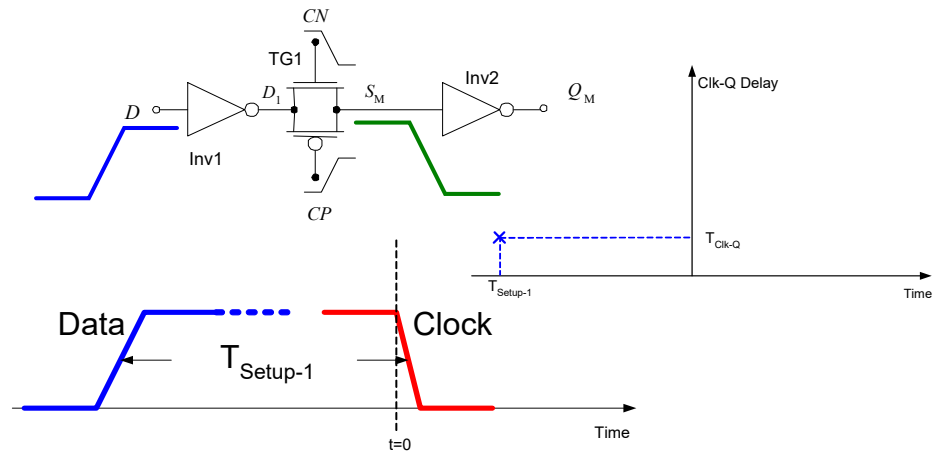 CN
TG1
Inv2
Clk-Q Delay
D
D1
SM
QM
Inv1
CP
TClk-Q
TSetup-1
Time
Data
Clock
TSetup-1
Time
t=0